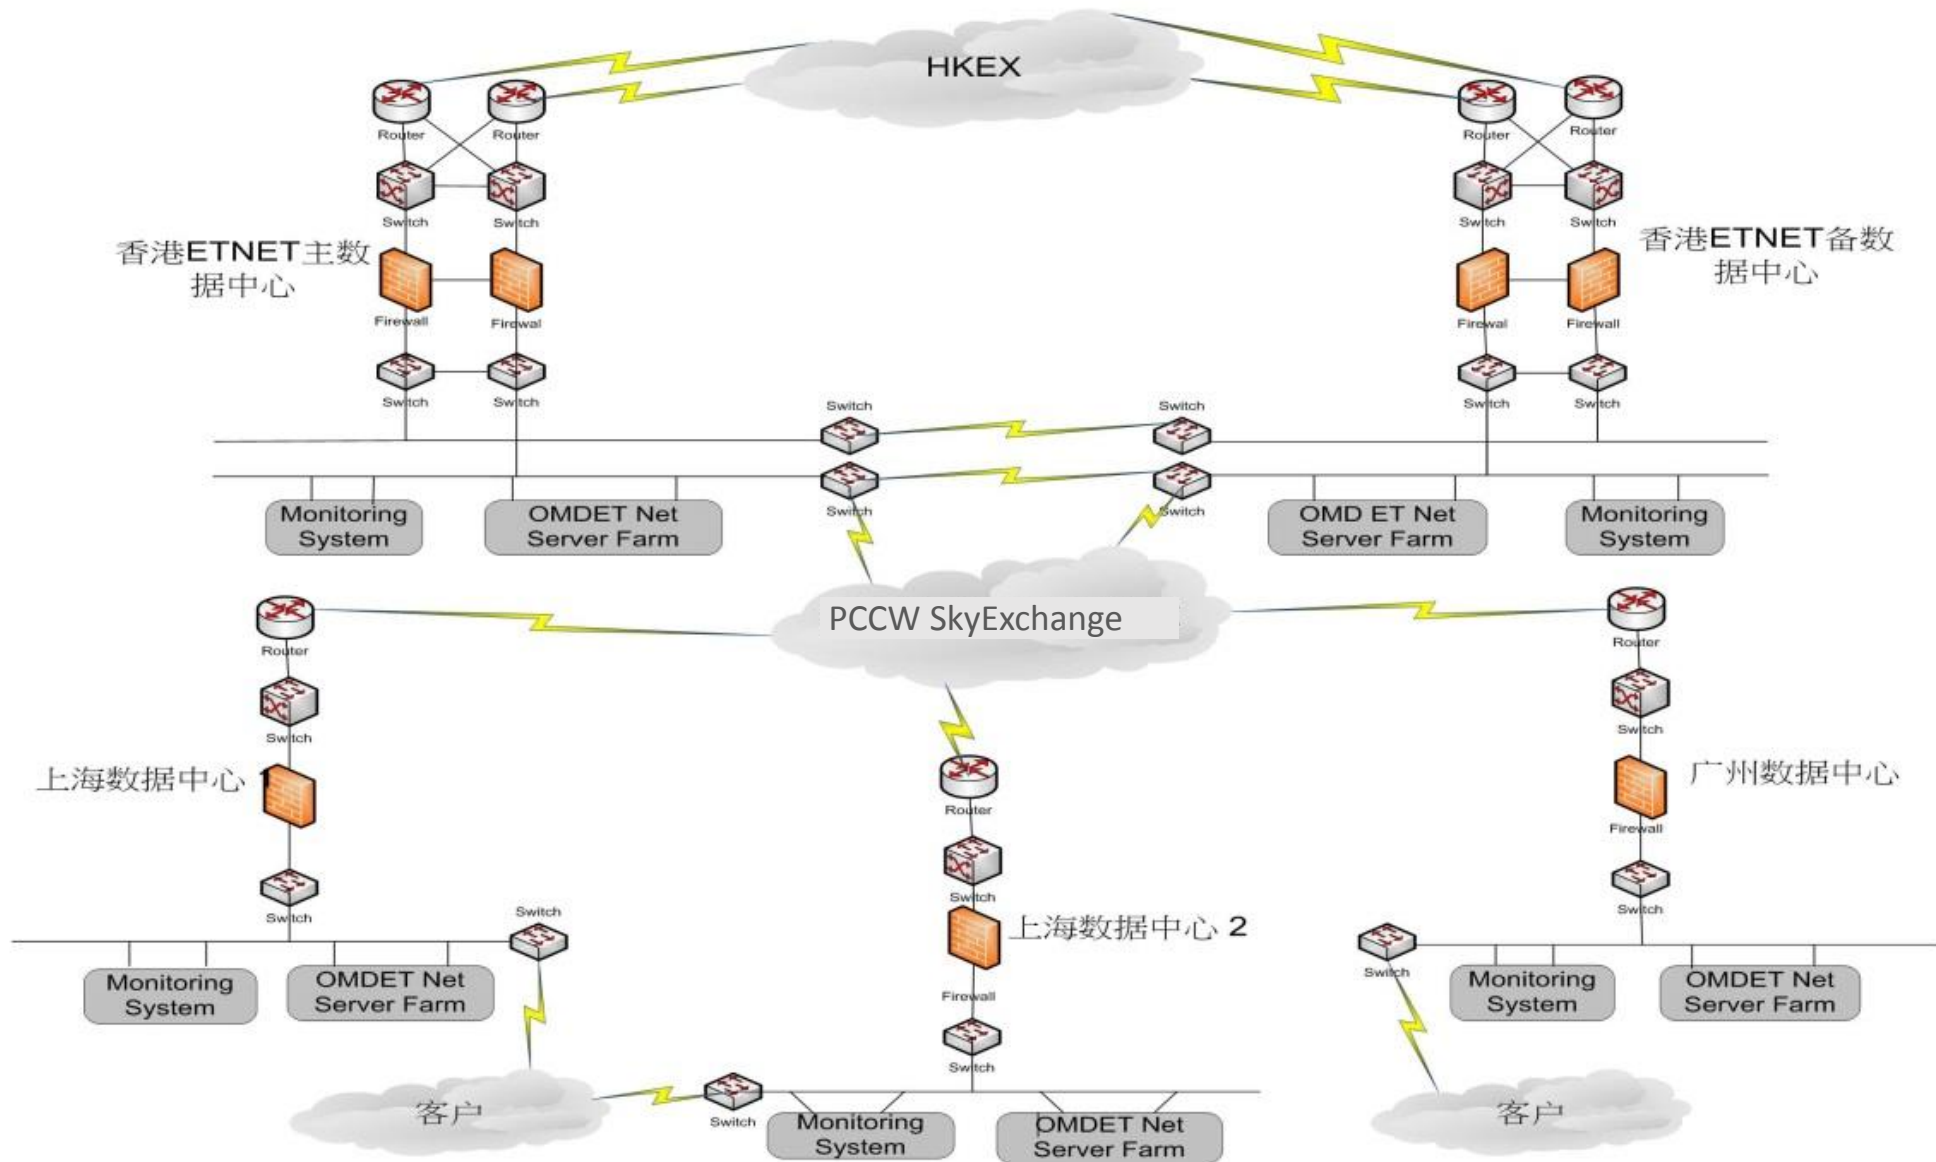 HKEX
Router
Router
Router
Router
Switch
Switch
Switch
Switch
香港ETNET主数
据中心
香港ETNET备数
据中心
Firewall
Firewal
Firewal
Firewall
Switch
Switch
Switch
Switch
Switch
Switch
Switch
Switch
Monitoring
System
OMDET Net
Server Farm
OMD ET Net
Server Farm
Monitoring
System
PCCW SkyExchange
Router
Router
Switch
Switch
上海数据中心 1
广州数据中心
Router
Firewall
Switch
Switch
Switch
Switch
上海数据中心 2
Switch
Monitoring
System
OMDET Net
Server Farm
Firewall
Monitoring
System
OMDET Net
Server Farm
Switch
客户
客户
Switch
Monitoring
System
OMDET Net
Server Farm